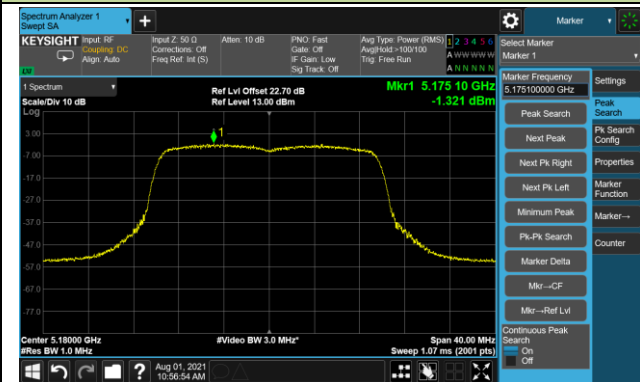 Spectrum Analyzer 1
Swept SA
+
Marker
KEYSIGHT
Input: RF
Coupling: DC
Align: Auto
Input Z: 50 Ω
Corrections: Off
Freq Ref: Int (S)
Atten: 10 dB
PNO: Fast
Gate: Off
IF Gain: Low
Sig Track: Off
Avg Type: Power (RMS)
Avg|Hold:>100/100
Trig: Free Run
1 2 3 4 5 6
A W W W W W
A N N N N N
LXI
Select Marker
Marker 1
1 Spectrum
Scale/Div 10 dB
Ref Lvl Offset 22.70 dB
Ref Level 13.00 dBm
Mkr1 5.175 10 GHz
-1.321 dBm
Log
3.00
-7.00
-17.0
-27.0
-37.0
-47.0
-57.0
-67.0
-77.0
1
Center 5.18000 GHz
#Video BW 3.0 MHz*
Span 40.00 MHz
#Res BW 1.0 MHz
Sweep 1.07 ms (2001 pts)
Marker Frequency
5.175100000 GHz
Peak Search
Next Peak
Next Pk Right
Next Pk Left
Minimum Peak
Pk-Pk Search
Marker Delta
Mkr→CF
Mkr→Ref Lvl
Continuous Peak
Search
On
Off
Settings
Peak
Search
Pk Search
Config
Properties
Marker
Function
Marker→
Counter
?
Aug 01, 2021
10:56:54 AM